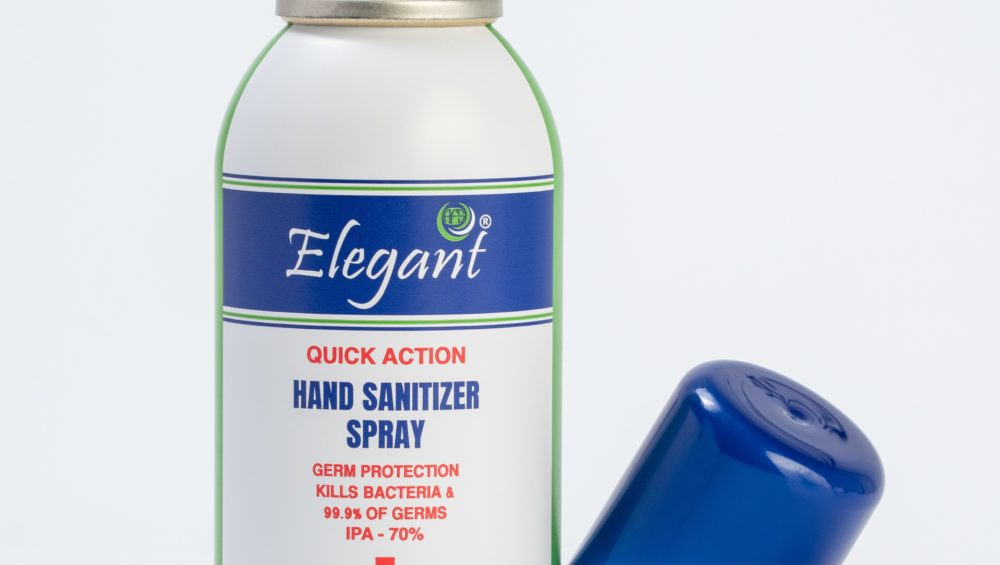 Elegant®
QUICK ACTION
HAND SANITIZER
SPRAY
GERM PROTECTION
KILLS BACTERIA &
99.9% OF GERMS
IPA - 70%